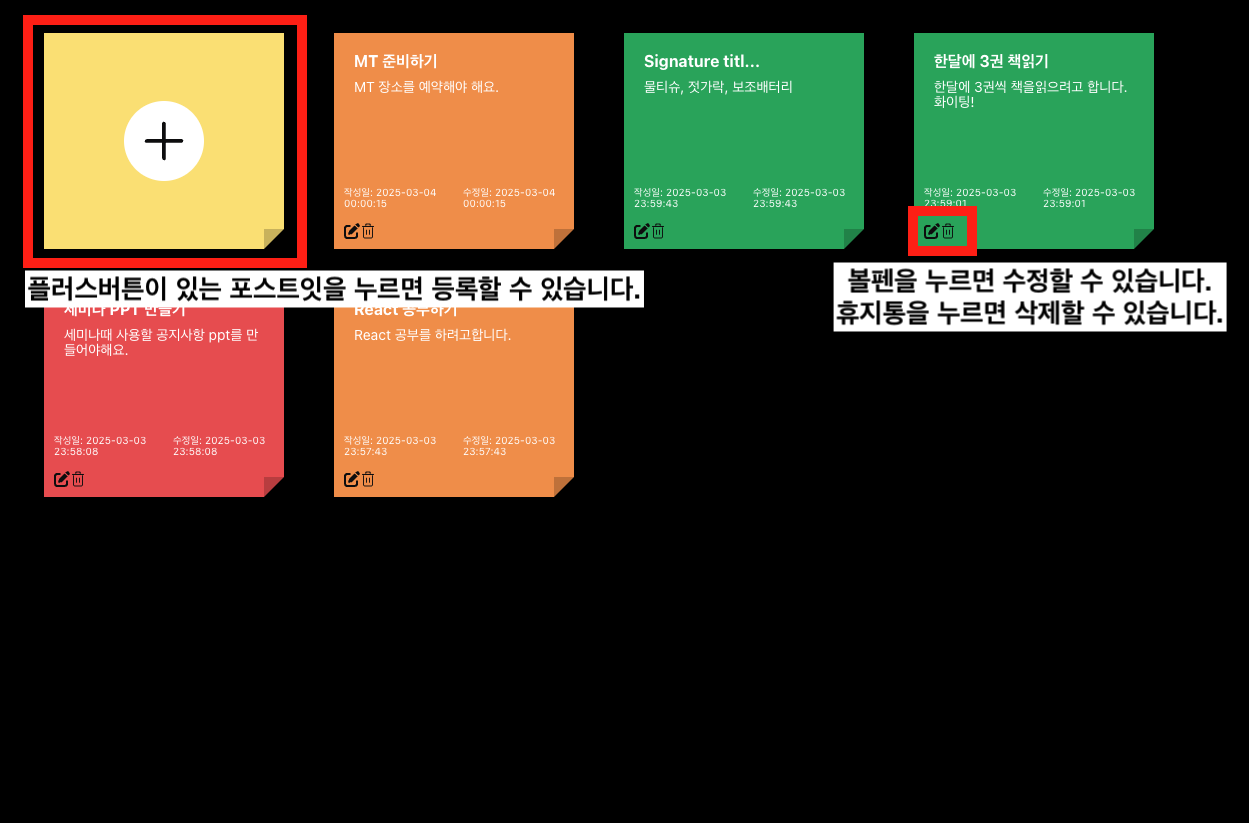 MT 준비하기
MT 장소를 예약해야 해요.
작성일: 2025-03-04
00:00:15
수정일: 2025-03-04
00:00:15
Signature titl...
물티슈, 젓가락, 보조배터리
작성일: 2025-03-03
23:59:43
수정일: 2025-03-03
23:59:43
한달에 3권 책읽기
한달에 3권씩 책을읽으려고 합니다.
화이팅!
작성일: 2025-03-03
23:59:01
수정일: 2025-03-03
23:59:01
플러스버튼이 있는 포스트잇을 누르면 등록할 수 있습니다.
볼펜을 누르면 수정할 수 있습니다.
휴지통을 누르면 삭제할 수 있습니다.
세미나 PPT 만들기
세미나때 사용할 공지사항 ppt를 만
들어야해요.
작성일: 2025-03-03
23:58:08
수정일: 2025-03-03
23:58:08
React 공부하기
React 공부를 하려고합니다.
작성일: 2025-03-03
23:57:43
수정일: 2025-03-03
23:57:43